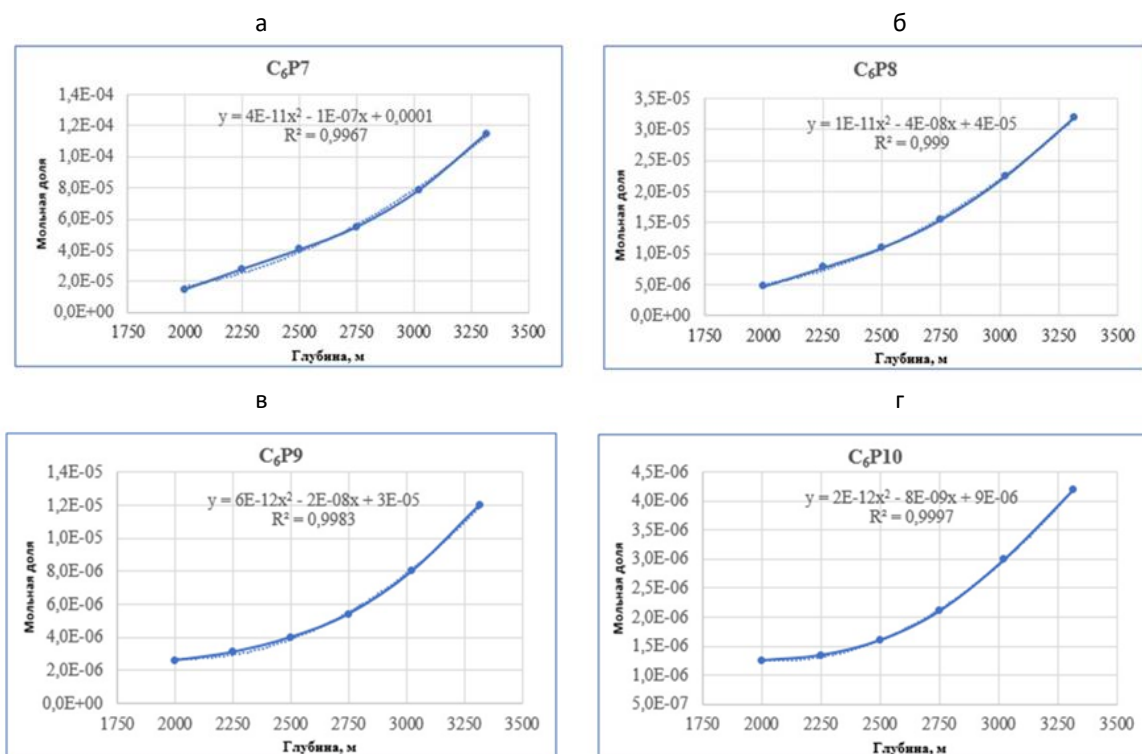 а
б
C₆P7
1,4E-04
1,2E-04
1,0E-04
8,0E-05
6,0E-05
4,0E-05
2,0E-05
0,0E+00
y = 4E-11x² - 1E-07x + 0,0001
R² = 0,9967
Мольная доля
1750 2000 2250 2500 2750 3000 3250 3500
Глубина, м
C₆P8
3,5E-05
3,0E-05
2,5E-05
2,0E-05
1,5E-05
1,0E-05
5,0E-06
0,0E+00
y = 1E-11x² - 4E-08x + 4E-05
R² = 0,999
Мольная доля
1750 2000 2250 2500 2750 3000 3250 3500
Глубина, м
в
г
C₆P9
1,4E-05
1,2E-05
1,0E-05
8,0E-06
6,0E-06
4,0E-06
2,0E-06
0,0E+00
y = 6E-12x² - 2E-08x + 3E-05
R² = 0,9983
Мольная доля
1750 2000 2250 2500 2750 3000 3250 3500
Глубина, м
C₆P10
4,5E-06
4,0E-06
3,5E-06
3,0E-06
2,5E-06
2,0E-06
1,5E-06
1,0E-06
5,0E-07
y = 2E-12x² - 8E-09x + 9E-06
R² = 0,9997
Мольная доля
1750 2000 2250 2500 2750 3000 3250 3500
Глубина, м